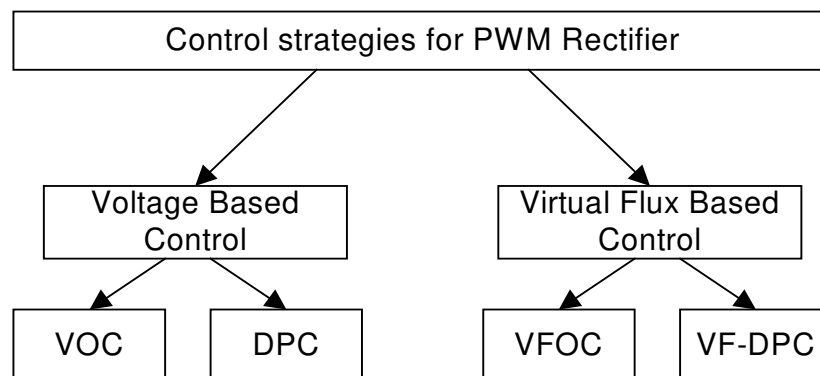 Control strategies for PWM Rectifier
Voltage Based
Control
Virtual Flux Based
Control
VOC
DPC
VFOC
VF-DPC